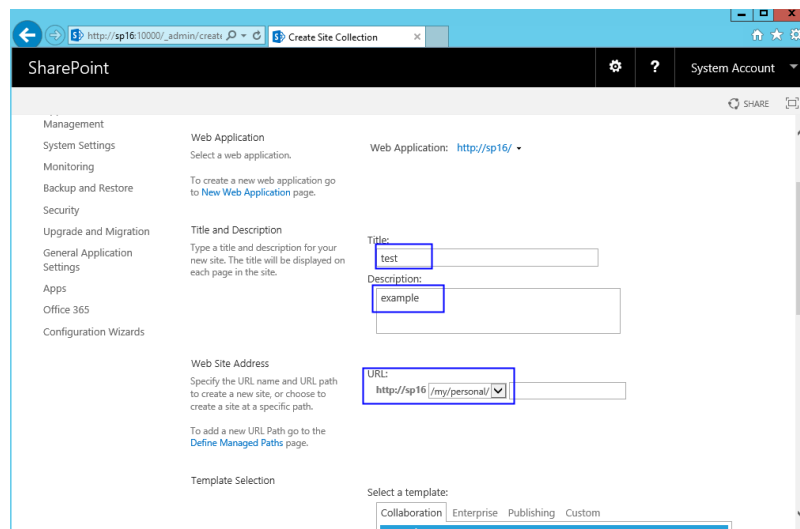 http://sp16:10000/_admin/create
Create Site Collection
SharePoint
?
System Account
SHARE
Management
System Settings
Monitoring
Backup and Restore
Security
Upgrade and Migration
General Application
Settings
Apps
Office 365
Configuration Wizards
Web Application
Select a web application.
To create a new web application go
to New Web Application page.
Web Application: http://sp16/
Title and Description
Type a title and description for your
new site. The title will be displayed on
each page in the site.
Title:
test
Description:
example
Web Site Address
Specify the URL name and URL path
to create a new site, or choose to
create a site at a specific path.
To add a new URL Path go to the
Define Managed Paths page.
URL:
http://sp16 /my/personal/
Template Selection
Select a template:
Collaboration Enterprise Publishing Custom